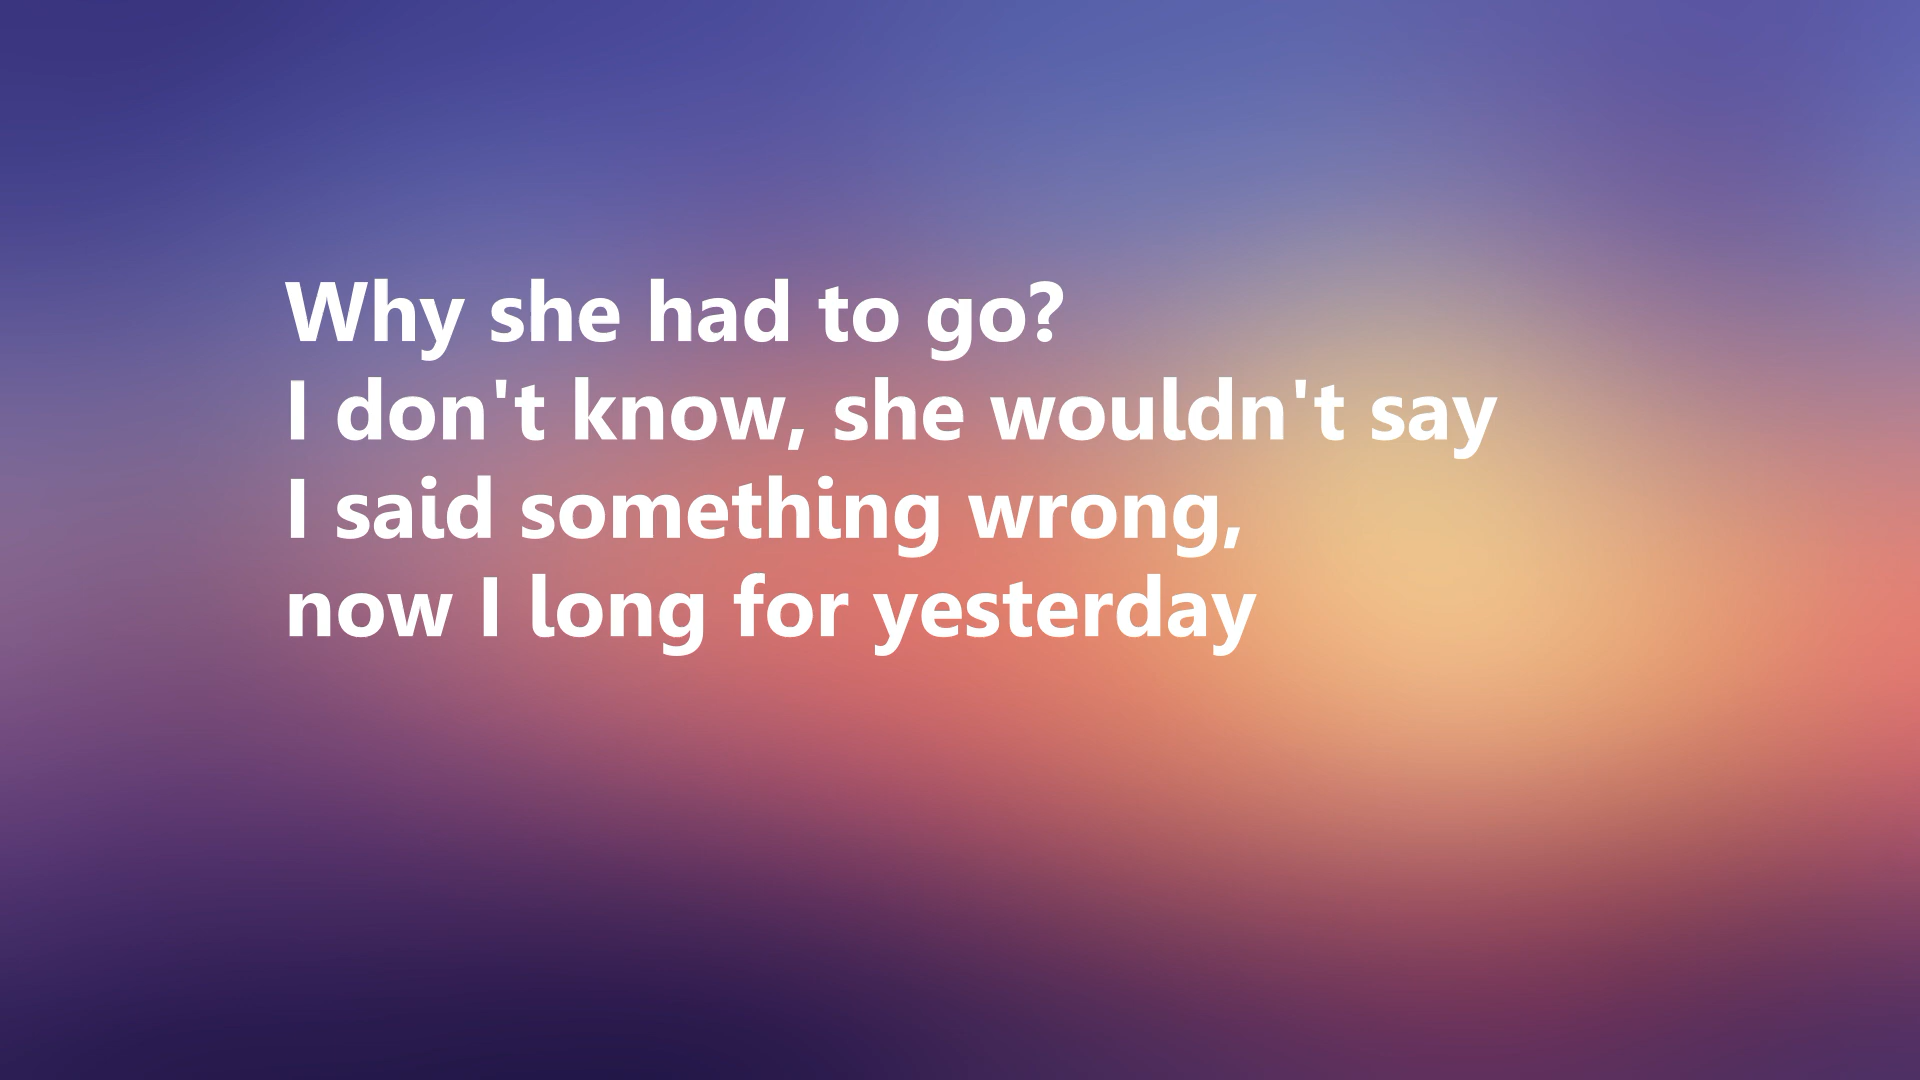 Why she had to go?
I don't know, she wouldn't say
I said something wrong,
now I long for yesterday